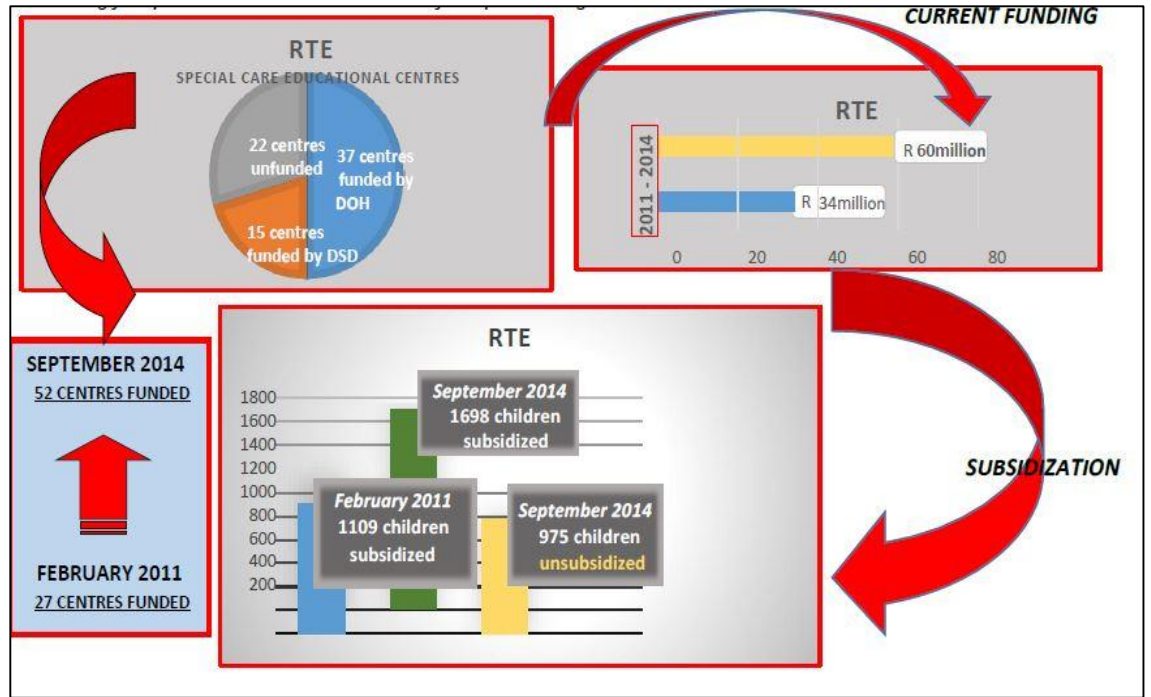 CURRENT FUNDING
RTE
SPECIAL CARE EDUCATIONAL CENTRES
22 centres
unfunded
37 centres
funded by
DOH
15 centres
funded by DSD
RTE
2011 - 2014
R 60million
R 34million
0 20 40 60 80
SEPTEMBER 2014
52 CENTRES FUNDED
FEBRUARY 2011
27 CENTRES FUNDED
RTE
1800
1600
1400
1200
1000
800
600
400
200
September 2014
1698 children
subsidized
February 2011
1109 children
subsidized
September 2014
975 children
unsubsidized
SUBSIDIZATION